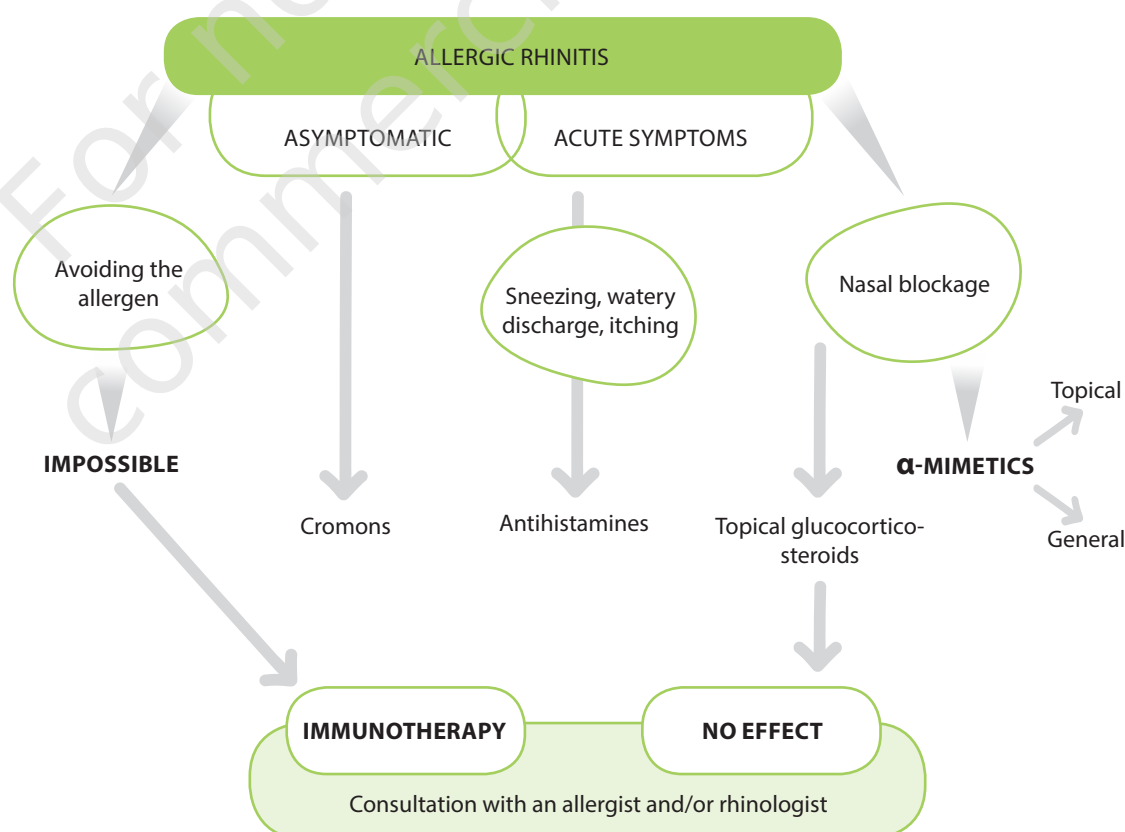 ALLERGIC RHINITIS
ASYMPTOMATIC
ACUTE SYMPTOMS
Avoiding the
allergen
Sneezing, watery
discharge, itching
Nasal blockage
Topical
IMPOSSIBLE
α-MIMETICS
Cromons
Antihistamines
Topical glucocortico-
steroids
General
IMMUNOTHERAPY
NO EFFECT
Consultation with an allergist and/or rhinologist
For